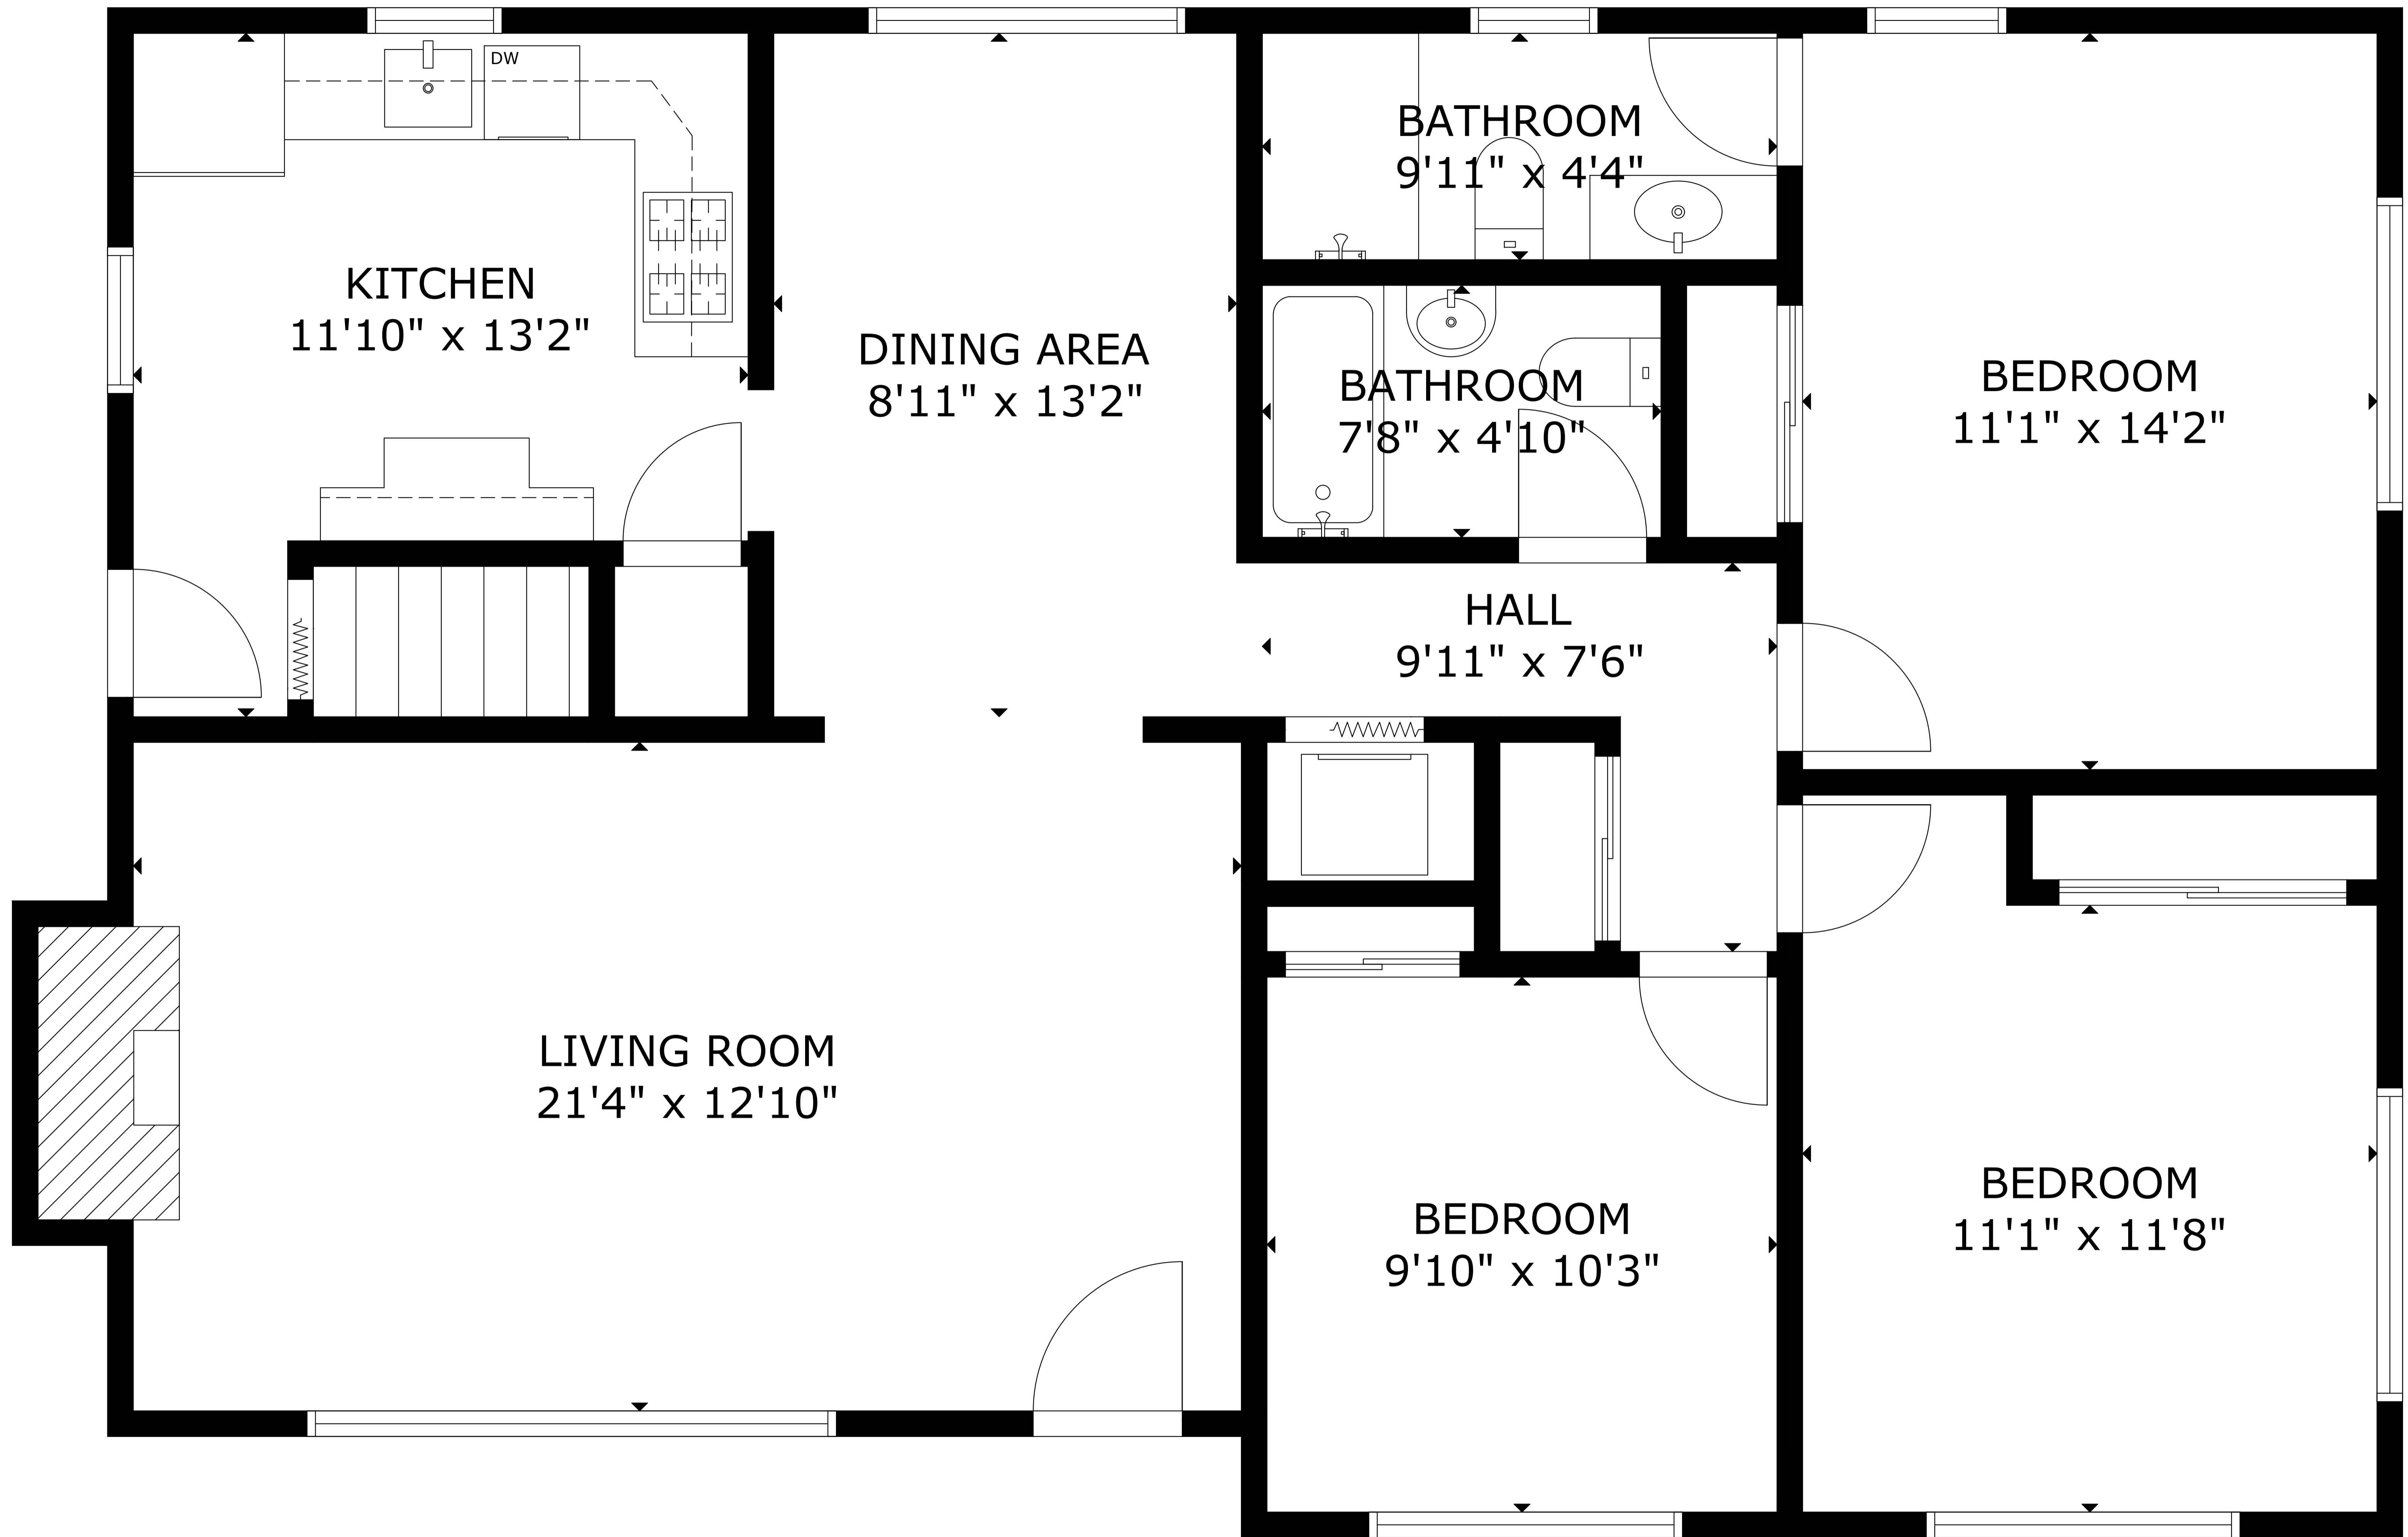 DW
KITCHEN
11'10" x 13'2"
DINING AREA
8'11" x 13'2"
BATHROOM
9'11" x 4'4"
BATHROOM
7'8" x 4'10"
BEDROOM
11'1" x 14'2"
HALL
9'11" x 7'6"
LIVING ROOM
21'4" x 12'10"
BEDROOM
9'10" x 10'3"
BEDROOM
11'1" x 11'8"